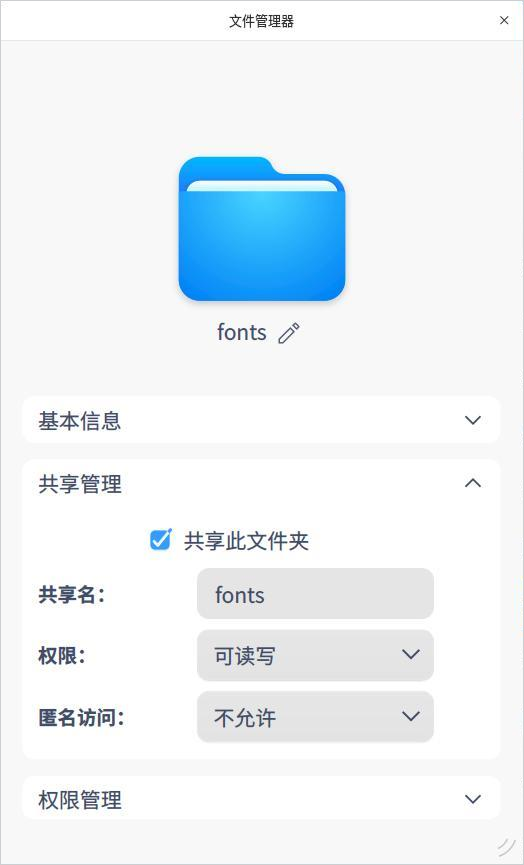 文件管理器
fonts
基本信息
共享管理
共享此文件夹
共享名：
fonts
权限：
可读写
匿名访问：
不允许
权限管理